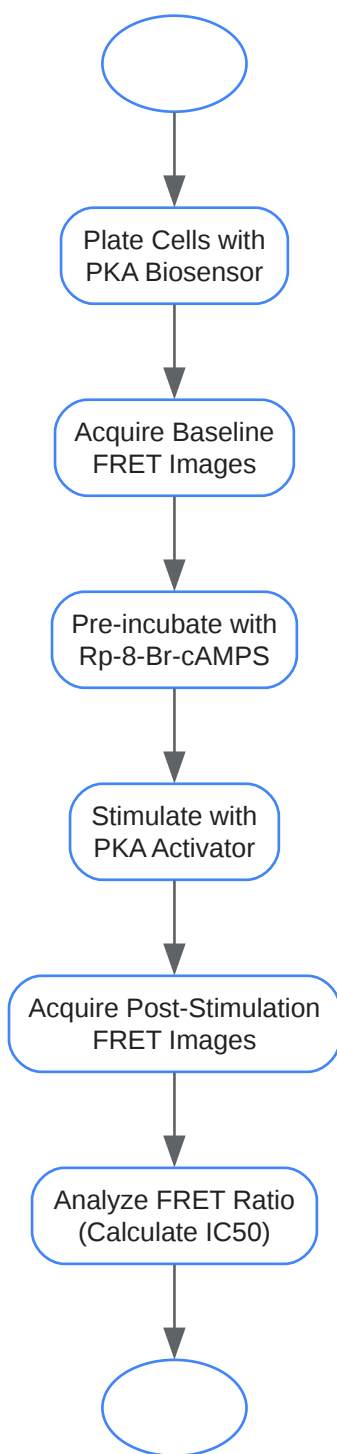 Plate Cells with
PKA Biosensor
Acquire Baseline
FRET Images
Pre-incubate with
Rp-8-Br-cAMPS
Stimulate with
PKA Activator
Acquire Post-Stimulation
FRET Images
Analyze FRET Ratio
(Calculate IC50)